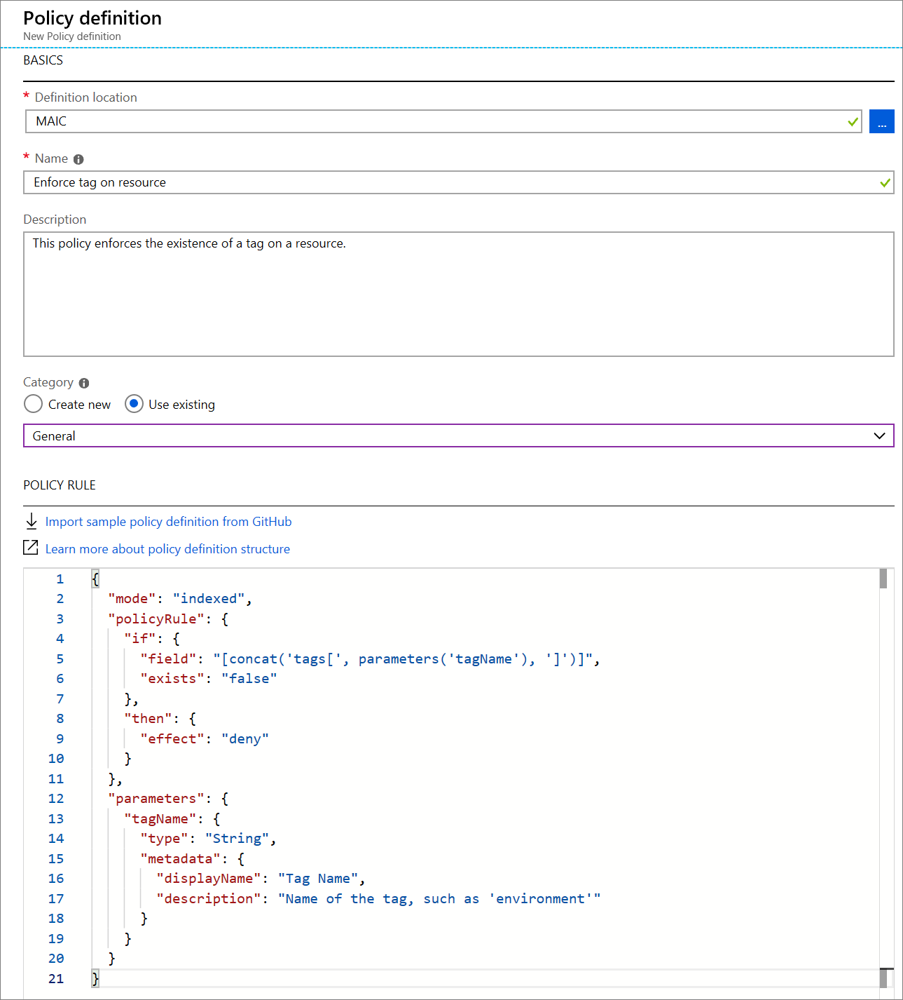 Policy definition
New Policy definition
BASICS
* Definition location
MAIC
...
* Name
Enforce tag on resource
Description
This policy enforces the existence of a tag on a resource.
Category
Create new Use existing
General
POLICY RULE
Import sample policy definition from GitHub
Learn more about policy definition structure
1 {
2 "mode": "indexed",
3 "policyRule": {
4 "if": {
5 "field": "[concat('tags[', parameters('tagName'), ']')]",
6 "exists": "false"
7 },
8 "then": {
9 "effect": "deny"
10 }
11 },
12 "parameters": {
13 "tagName": {
14 "type": "String",
15 "metadata": {
16 "displayName": "Tag Name",
17 "description": "Name of the tag, such as 'environment'"
18 }
19 }
20 }
21 }